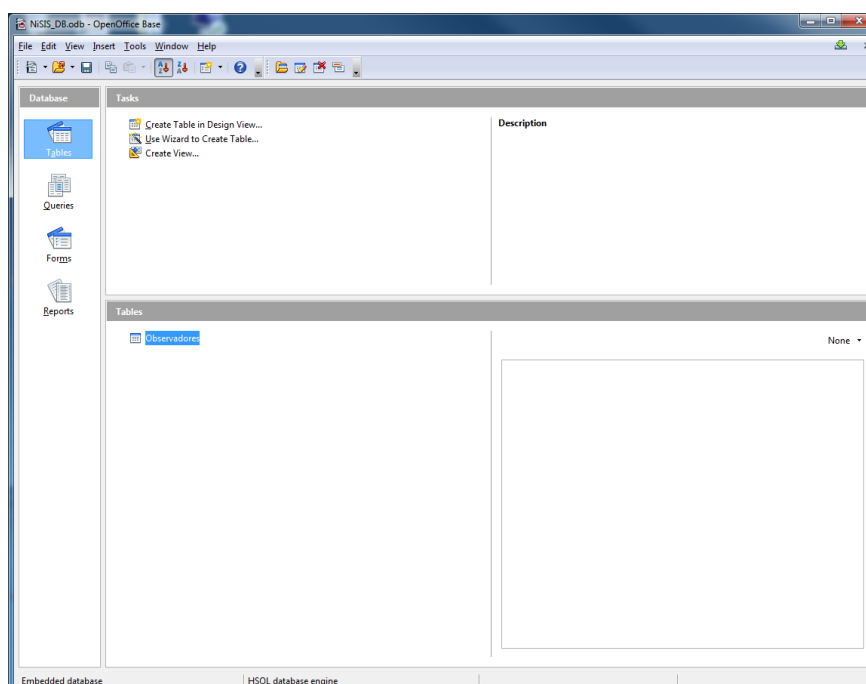 NiSIS_DB.odb - OpenOffice Base
File Edit View Insert Tools Window Help
Database
Tasks
Tables
Queries
Forms
Reports
Create Table in Design View...
Use Wizard to Create Table...
Create View...
Description
Tables
Observadores
None
Embedded database
HSQL database engine